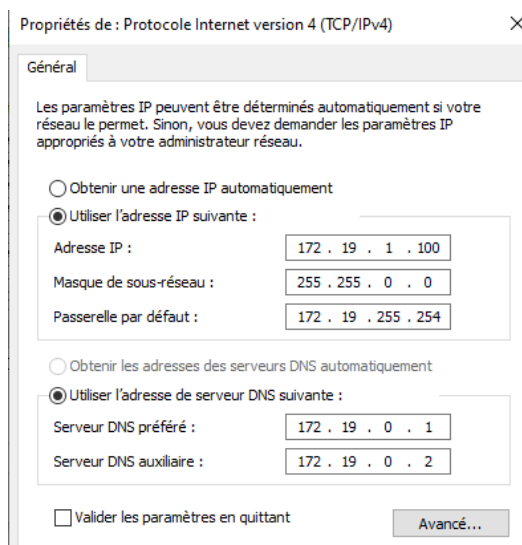 Propriétés de : Protocole Internet version 4 (TCP/IPv4)
Général
Les paramètres IP peuvent être déterminés automatiquement si votre
réseau le permet. Sinon, vous devez demander les paramètres IP
appropriés à votre administrateur réseau.
Obtenir une adresse IP automatiquement
Utiliser l'adresse IP suivante :
Adresse IP : 172 . 19 . 1 . 100
Masque de sous-réseau : 255 . 255 . 0 . 0
Passerelle par défaut : 172 . 19 . 255 . 254
Obtenir les adresses des serveurs DNS automatiquement
Utiliser l'adresse de serveur DNS suivante :
Serveur DNS préféré : 172 . 19 . 0 . 1
Serveur DNS auxiliaire : 172 . 19 . 0 . 2
Valider les paramètres en quittant
Avancé...